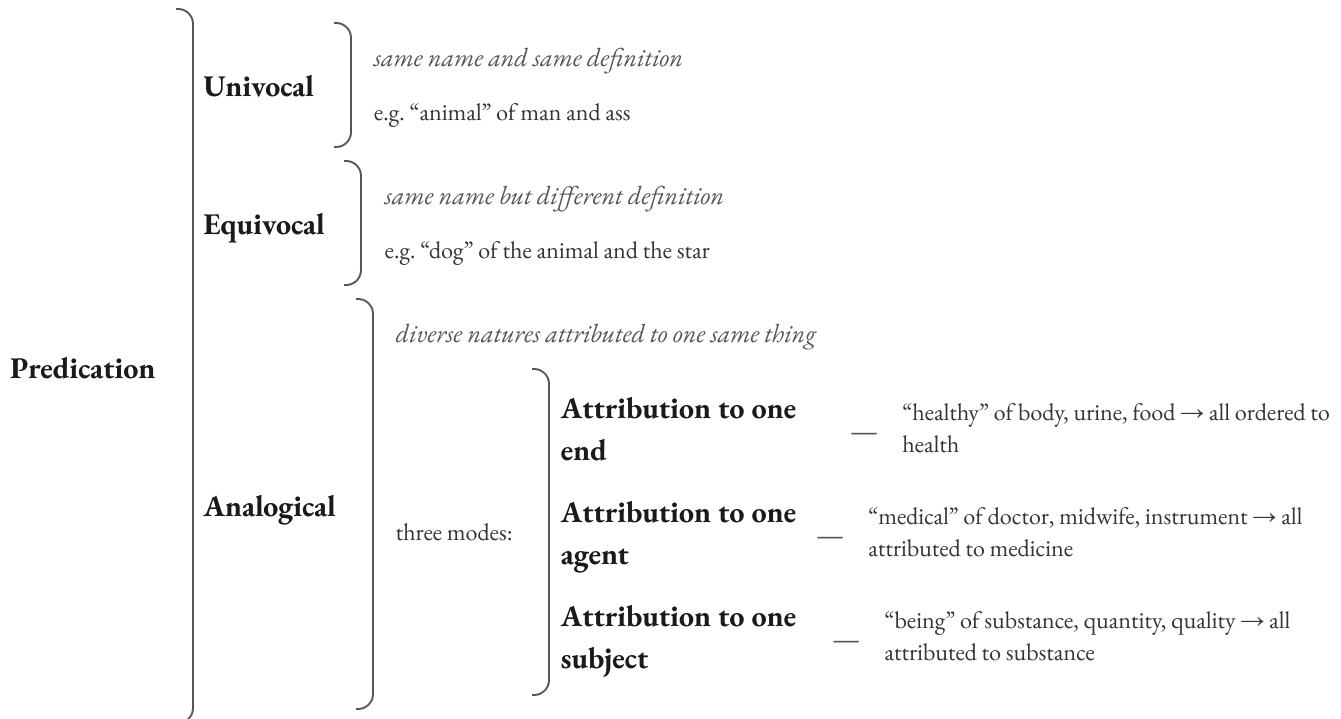 Predication
Univocal
same name and same definition
e.g. “animal” of man and ass
Equivocal
same name but different definition
e.g. “dog” of the animal and the star
Analogical
diverse natures attributed to one same thing
three modes:
Attribution to one
end
— “healthy” of body, urine, food → all ordered to
health
Attribution to one
agent
— “medical” of doctor, midwife, instrument → all
attributed to medicine
Attribution to one
subject
— “being” of substance, quantity, quality → all
attributed to substance